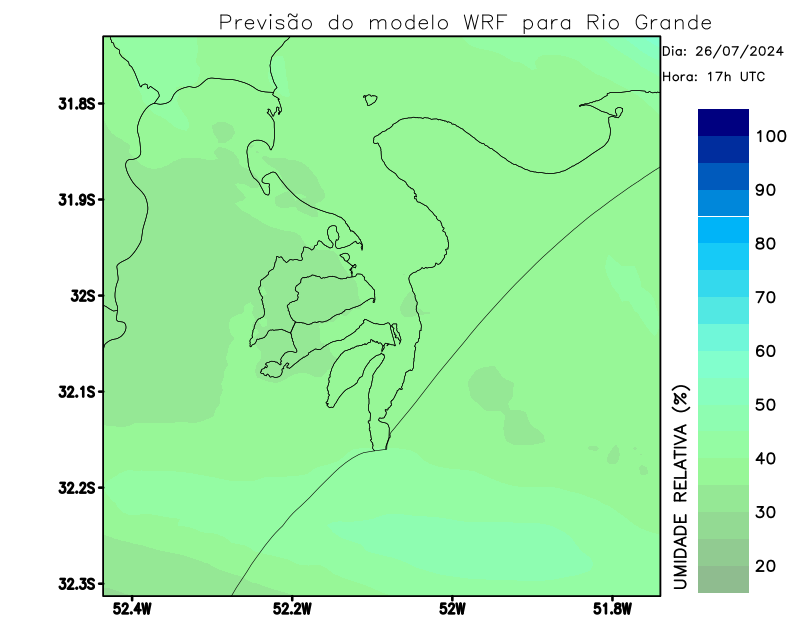 Previsão do modelo WRF para Rio Grande
Dia: 26/07/2024
Hora: 17h UTC
31.8S
31.9S
32S
32.1S
32.2S
32.3S
52.4W
52.2W
52W
51.8W
100
90
80
70
60
50
40
30
20
UMIDADE RELATIVA (%)